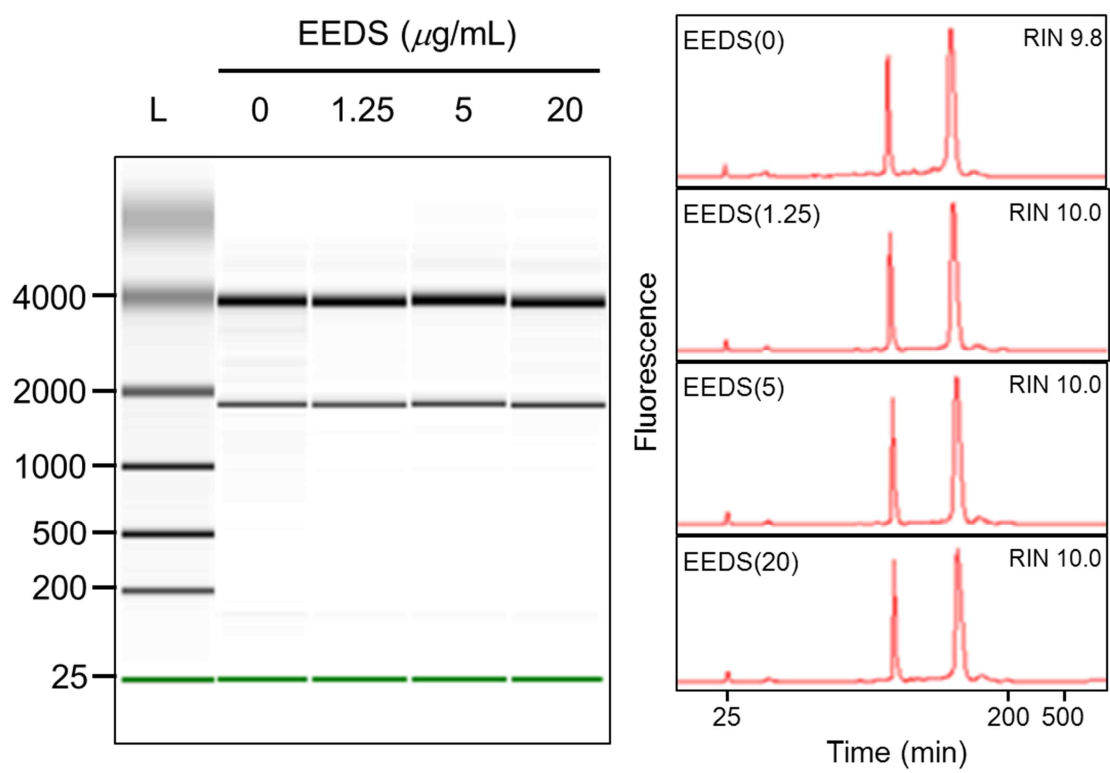 EEDS (μg/mL)
L 0 1.25 5 20
4000
2000
1000
500
200
25
EEDS(0) RIN 9.8
EEDS(1.25) RIN 10.0
EEDS(5) RIN 10.0
EEDS(20) RIN 10.0
Fluorescence
25 200 500
Time (min)